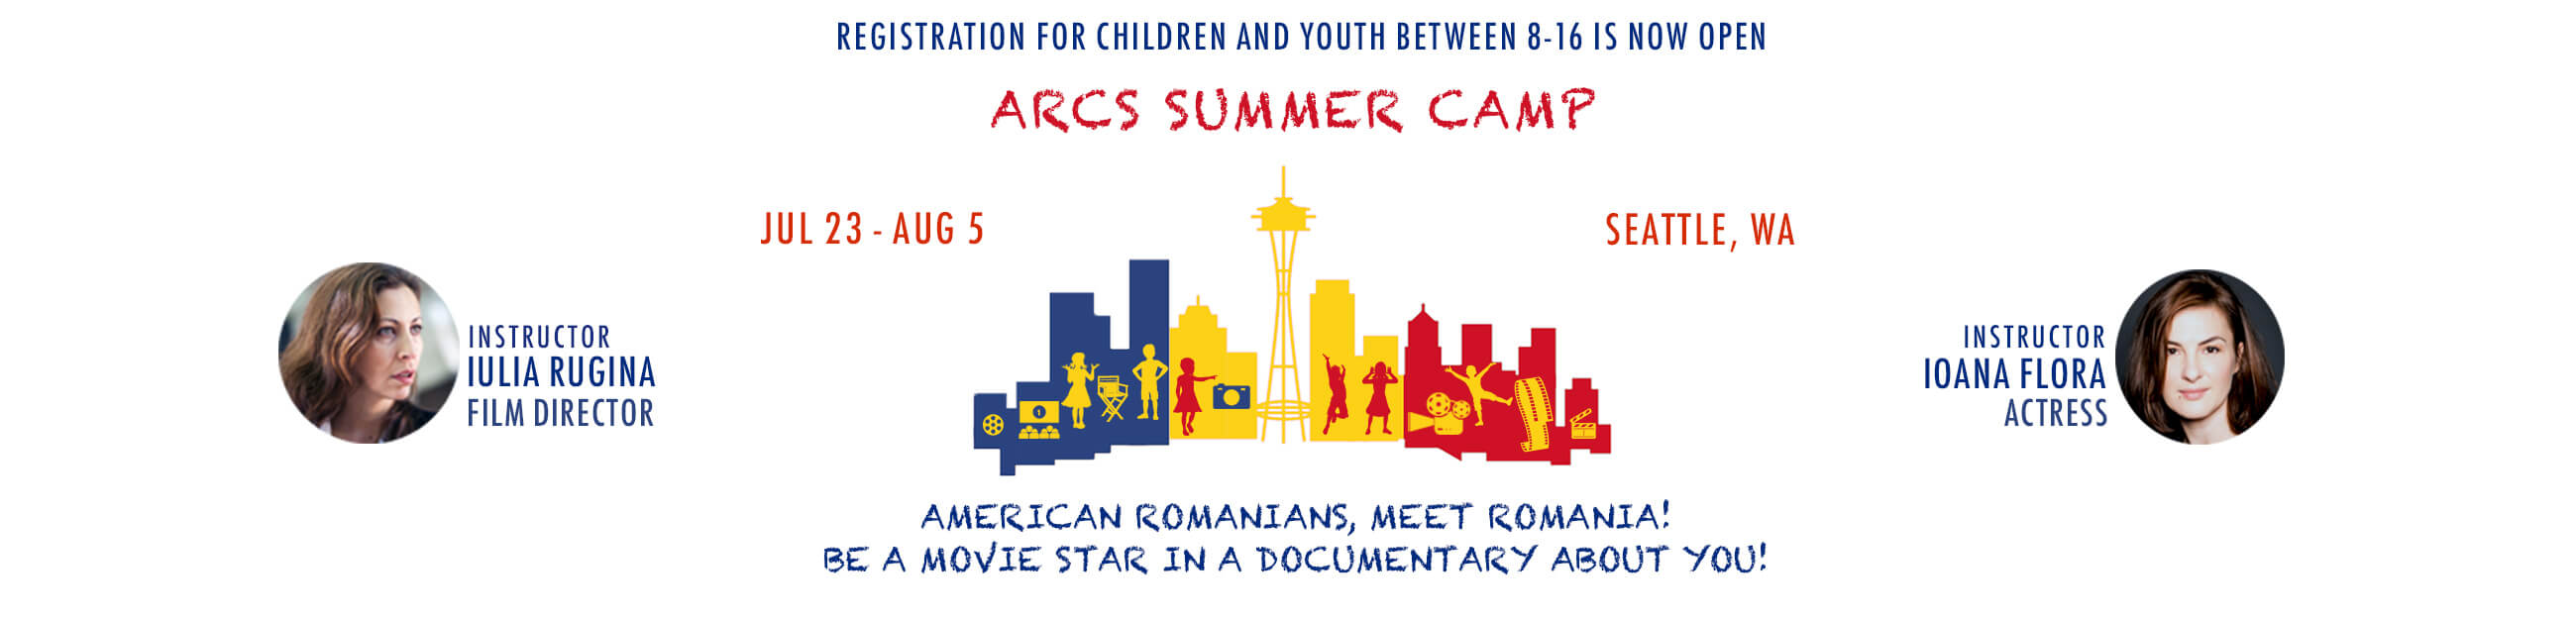 REGISTRATION FOR CHILDREN AND YOUTH BETWEEN 8-16 IS NOW OPEN
ARCS SUMMER CAMP
JUL 23 - AUG 5
SEATTLE, WA
INSTRUCTOR
IULIA RUGINA
FILM DIRECTOR
INSTRUCTOR
IOANA FLORA
ACTRESS
AMERICAN ROMANIANS, MEET ROMANIA!
BE A MOVIE STAR IN A DOCUMENTARY ABOUT YOU!